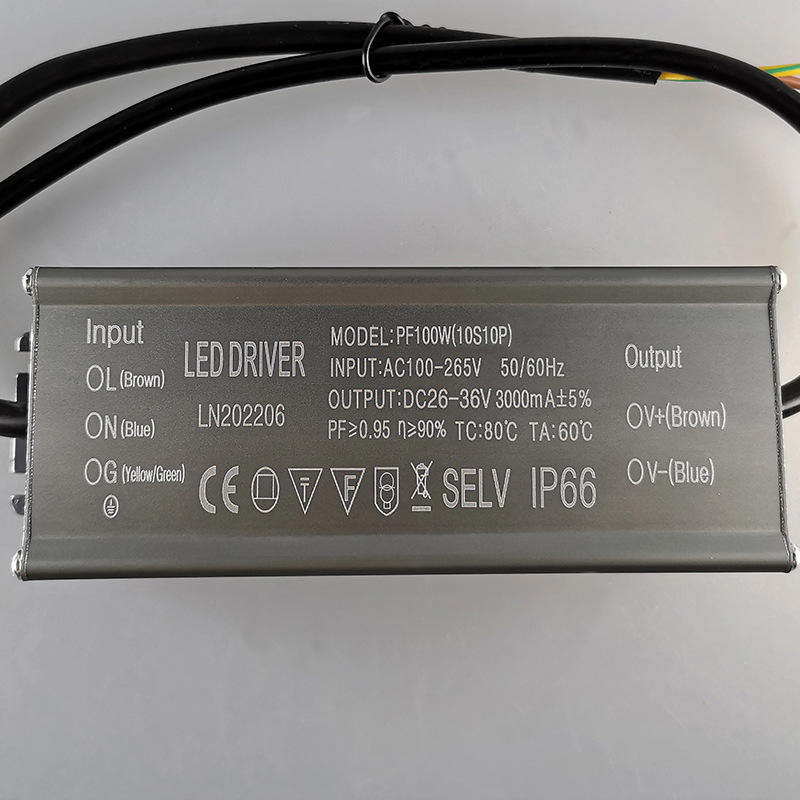 Input
OL(Brown)
ON(Blue)
OG(Yellow/Green)
LED DRIVER
LN202206
MODEL:PF100W(10S10P)
INPUT:AC100-265V 50/60Hz
OUTPUT:DC26-36V 3000mA±5%
PF≥0.95 η≥90% TC:80℃ TA:60℃
CE T F SELV IP66
Output
OV+(Brown)
OV-(Blue)